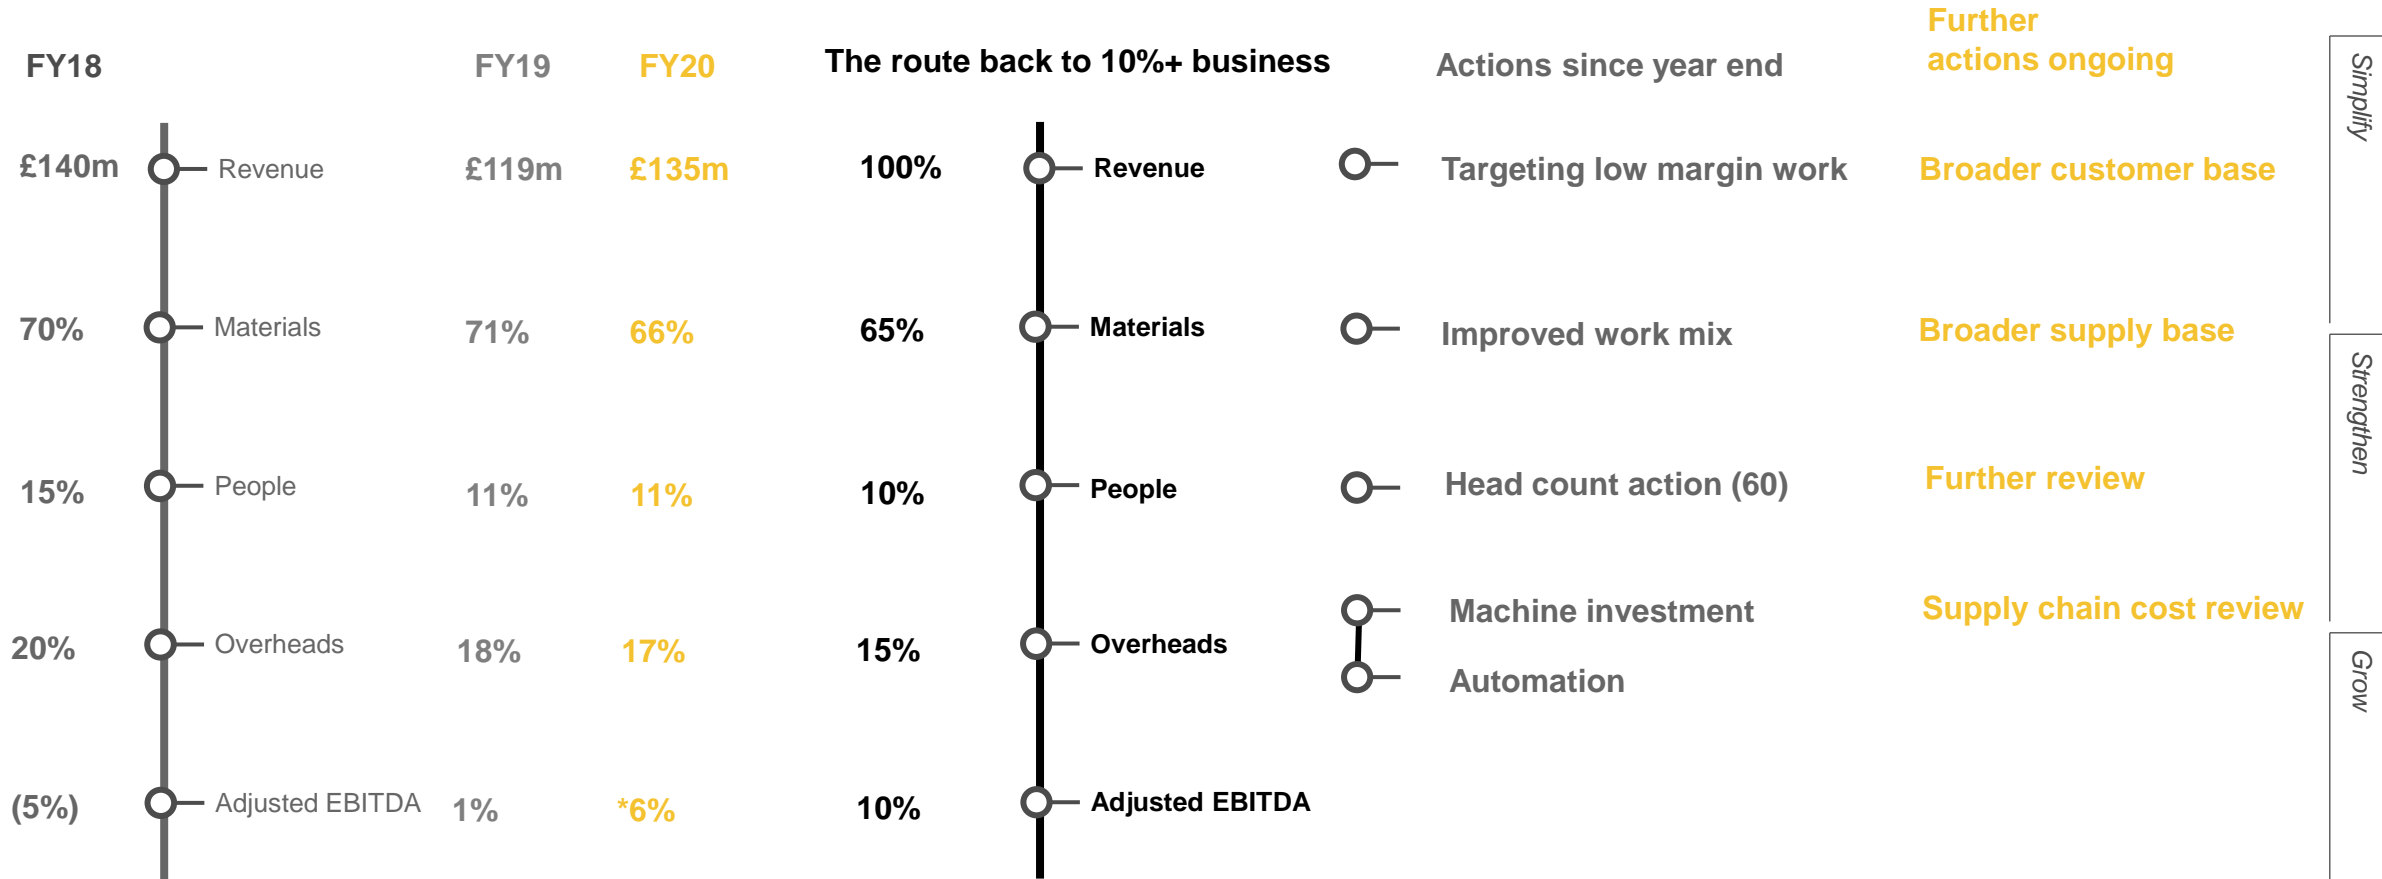 FY18
FY19
FY20
The route back to 10%+ business
Actions since year end
Further
actions ongoing
£140m
Revenue
£119m
£135m
100%
Revenue
Targeting low margin work
Broader customer base
70%
Materials
71%
66%
65%
Materials
Improved work mix
Broader supply base
15%
People
11%
11%
10%
People
Head count action (60)
Further review
20%
Overheads
18%
17%
15%
Overheads
Machine investment
Automation
Supply chain cost review
(5%)
Adjusted EBITDA
1%
*6%
10%
Adjusted EBITDA
Simplify
Strengthen
Grow